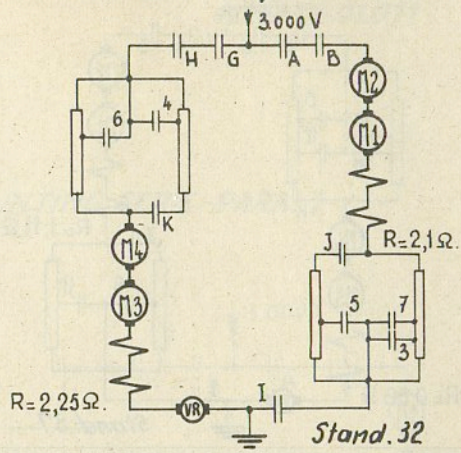 3.000 V
H G A B
M2
M1
6 4
K
M4
M3
J R=2,1Ω.
5 7
3
R=2,25Ω.
VR
I
Stand. 32